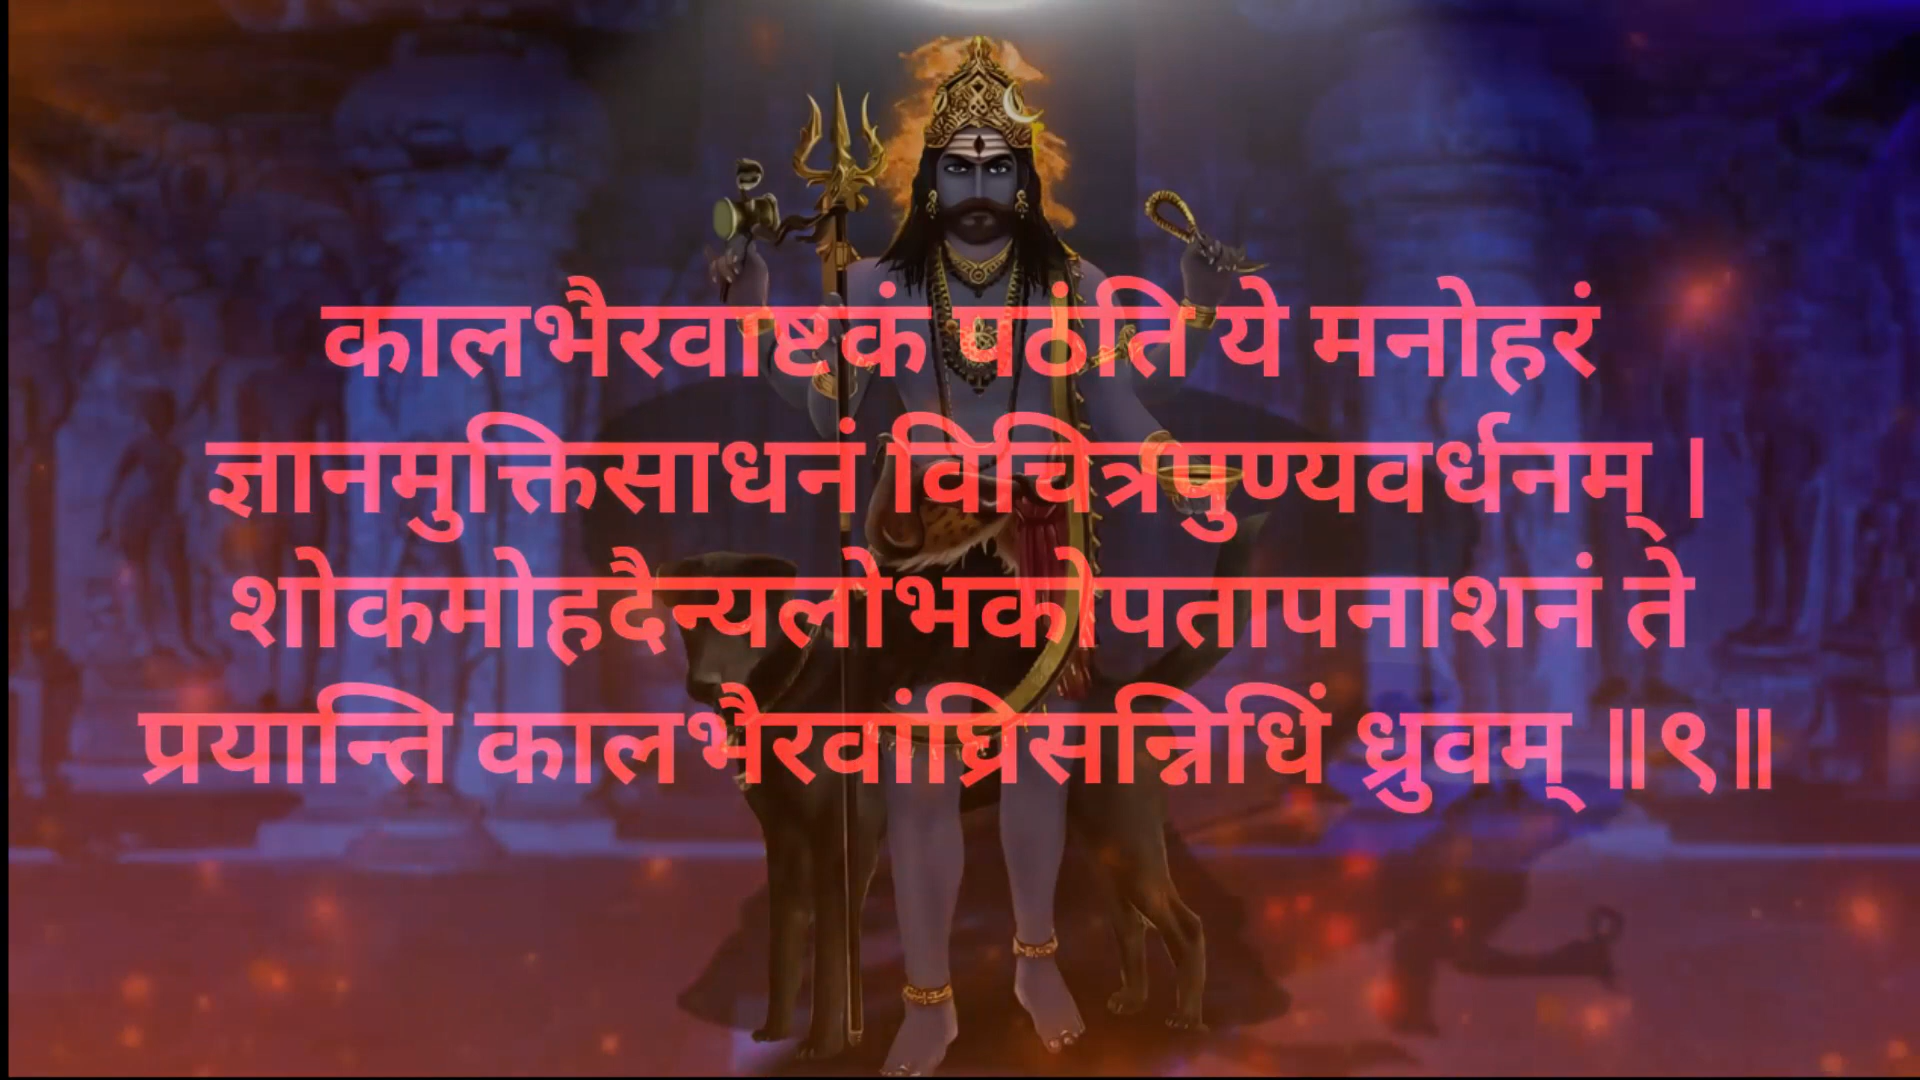 कालभैरवाष्टकं पठंति ये मनोहरं
ज्ञानमुक्तिसाधनं विचित्रपुण्यवर्धनम् ।
शोकमोहदैन्यलोभकोपतापनाशनं ते
प्रयान्ति कालभैरवांघ्रिसन्निधिं ध्रुवम् ॥९॥